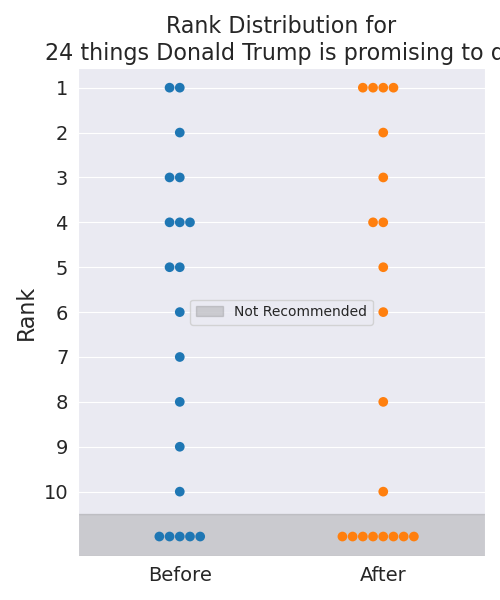 Rank Distribution for
24 things Donald Trump is promising to d
1
2
3
4
5
6
7
8
9
10
Rank
Not Recommended
Before After